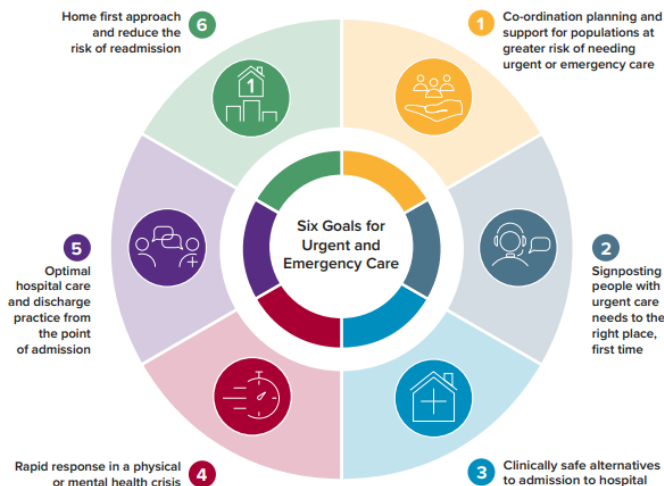 Six Goals for
Urgent and
Emergency Care
1
Co-ordination planning and
support for populations at
greater risk of needing
urgent or emergency care
2
Signposting
people with
urgent care
needs to the
right place,
first time
3
Clinically safe alternatives
to admission to hospital
4
Rapid response in a physical
or mental health crisis
5
Optimal
hospital care
and discharge
practice from
the point
of admission
6
Home first approach
and reduce the
risk of readmission
1